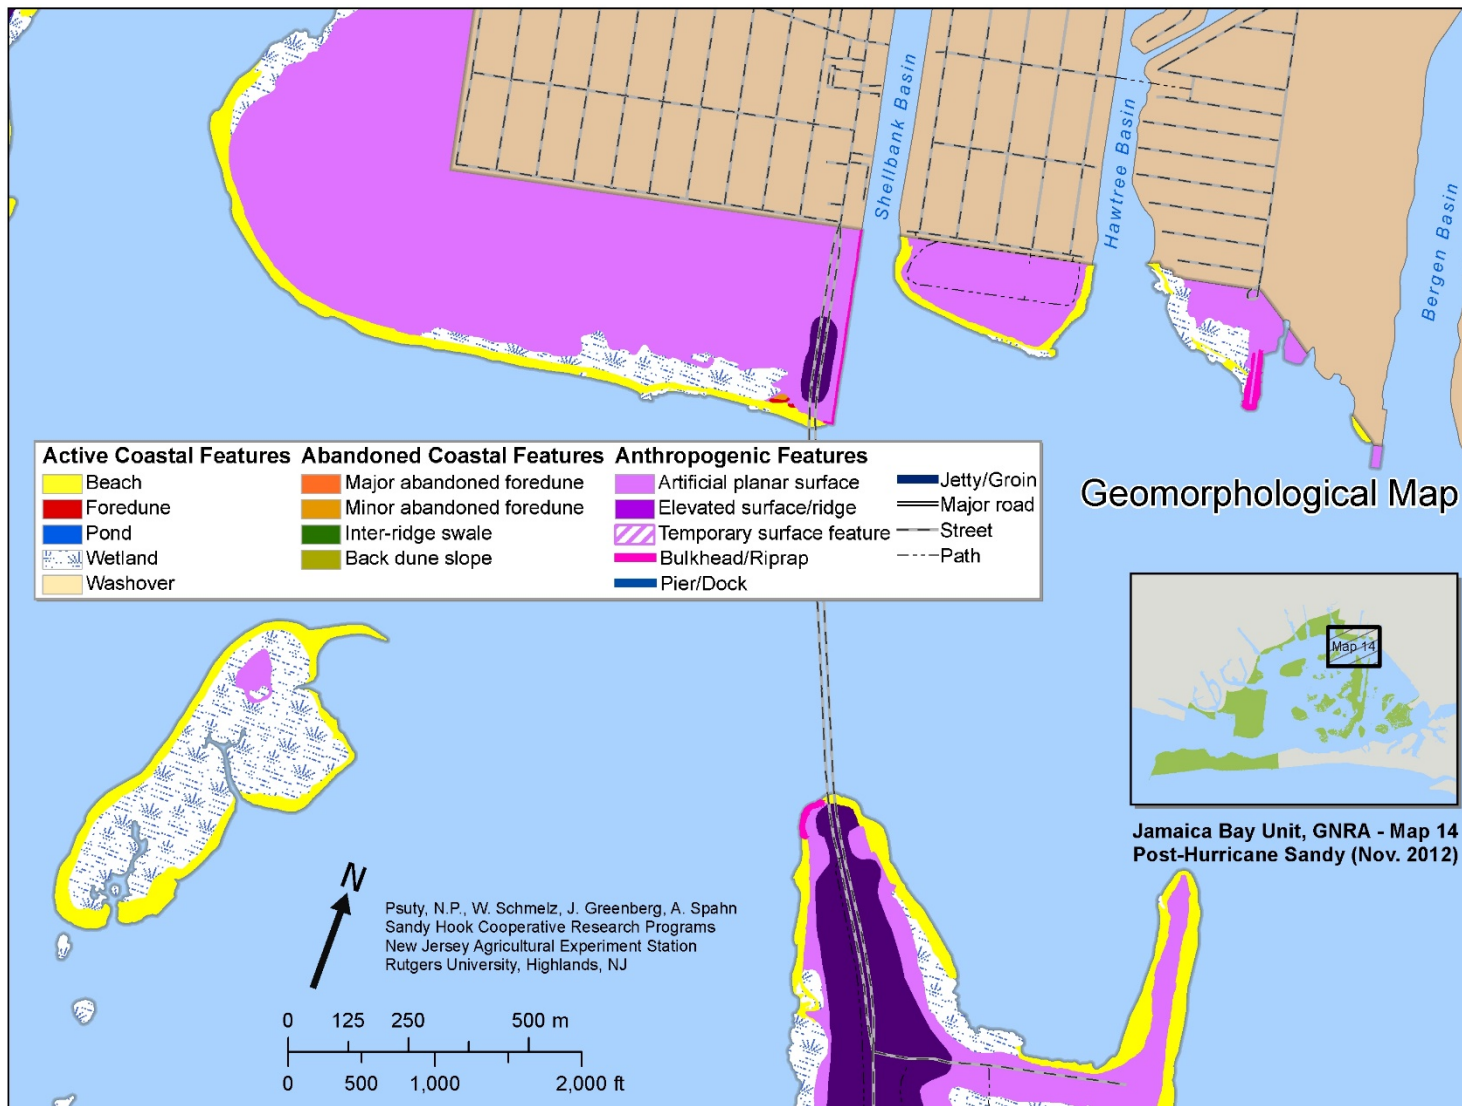 Shellbank Basin
Hawtree Basin
Bergen Basin
Active Coastal Features
Beach
Foredune
Pond
Wetland
Washover
Abandoned Coastal Features
Major abandoned foredune
Minor abandoned foredune
Inter-ridge swale
Back dune slope
Anthropogenic Features
Artificial planar surface
Elevated surface/ridge
Temporary surface feature
Bulkhead/Riprap
Pier/Dock
Jetty/Groin
Major road
Street
Path
Geomorphological Map
Map 14
Jamaica Bay Unit, GNRA - Map 14
Post-Hurricane Sandy (Nov. 2012)
N
Psuty, N.P., W. Schmelz, J. Greenberg, A. Spahn
Sandy Hook Cooperative Research Programs
New Jersey Agricultural Experiment Station
Rutgers University, Highlands, NJ
0 125 250 500 m
0 500 1,000 2,000 ft